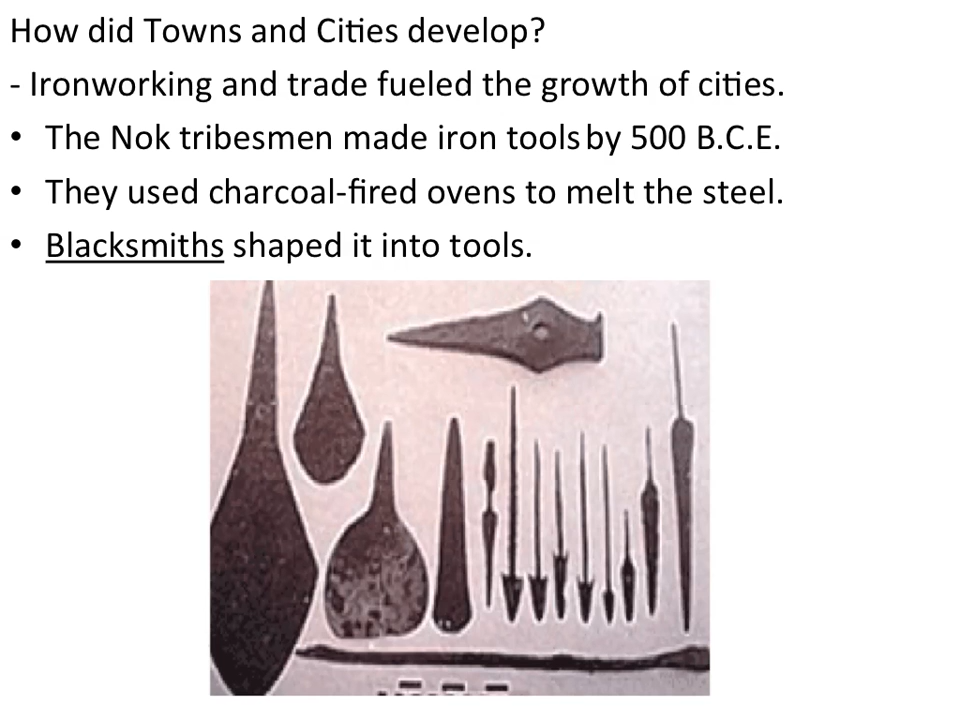 How did Towns and Cities develop?
- Ironworking and trade fueled the growth of cities.
• The Nok tribesmen made iron tools by 500 B.C.E.
• They used charcoal-fired ovens to melt the steel.
• Blacksmiths shaped it into tools.